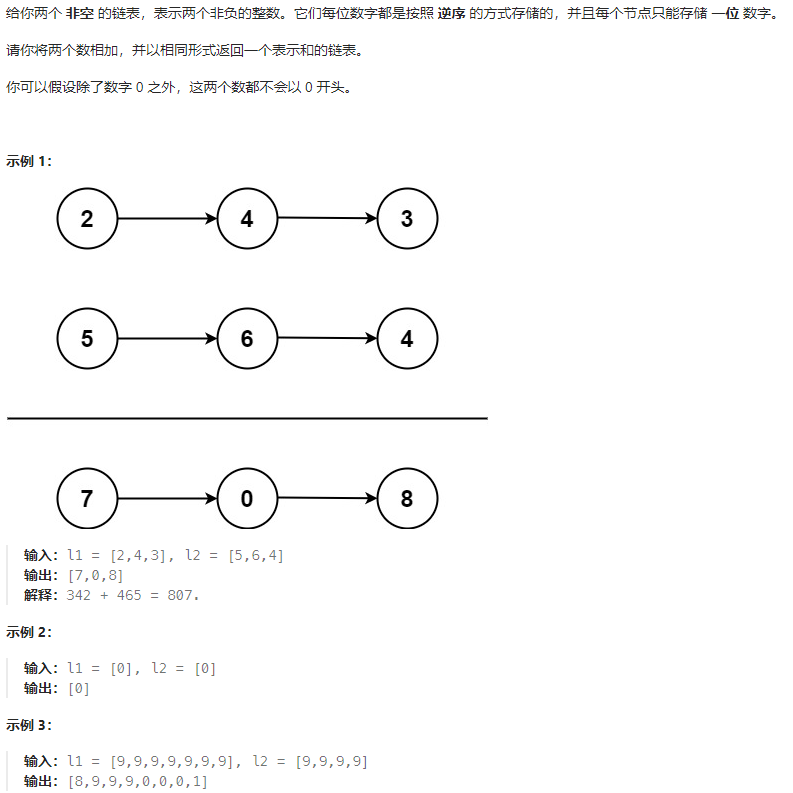 给你两个 非空 的链表，表示两个非负的整数。它们每位数字都是按照 逆序 的方式存储的，并且每个节点只能存储 一位 数字。
请你将两个数相加，并以相同形式返回一个表示和的链表。
你可以假设除了数字 0 之外，这两个数都不会以 0 开头。
示例 1：
2 4 3
5 6 4
7 0 8
输入：l1 = [2,4,3], l2 = [5,6,4]
输出：[7,0,8]
解释：342 + 465 = 807.
示例 2：
输入：l1 = [0], l2 = [0]
输出：[0]
示例 3：
输入：l1 = [9,9,9,9,9,9,9], l2 = [9,9,9,9]
输出：[8,9,9,9,0,0,0,1]